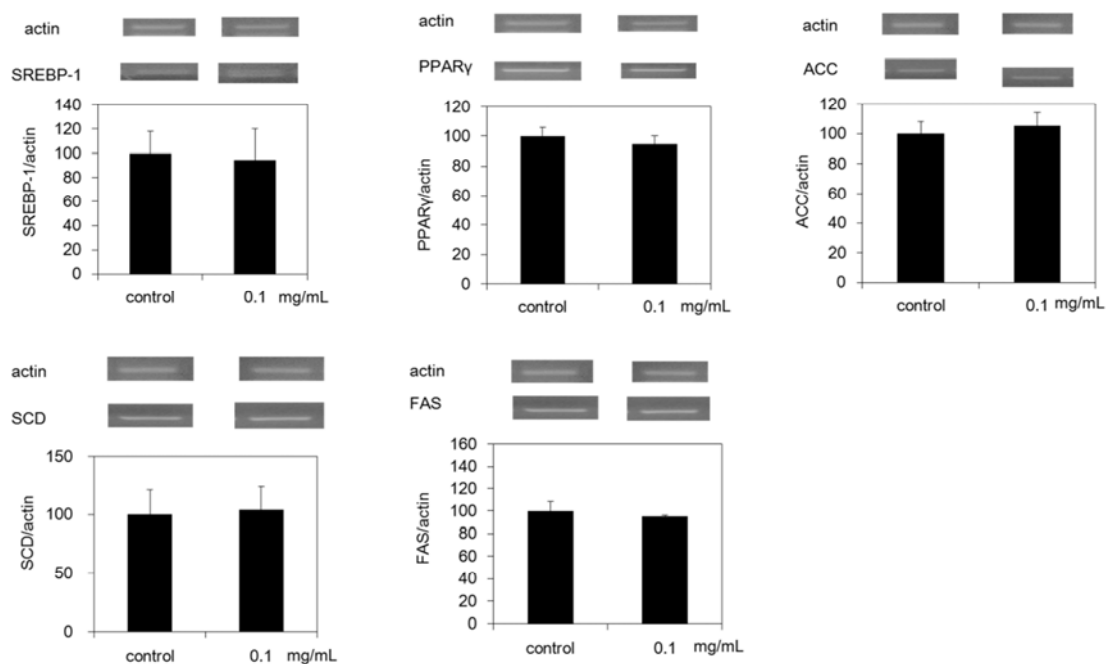 actin
SREBP-1
140
120
100
80
60
40
20
0
SREBP-1/actin
control
0.1 mg/mL
actin
PPARγ
120
100
80
60
40
20
0
PPARγ/actin
control
0.1 mg/mL
actin
ACC
120
100
80
60
40
20
0
ACC/actin
control
0.1 mg/mL
actin
SCD
150
100
50
0
SCD/actin
control
0.1 mg/mL
actin
FAS
160
140
120
100
80
60
40
20
0
FAS/actin
control
0.1 mg/mL